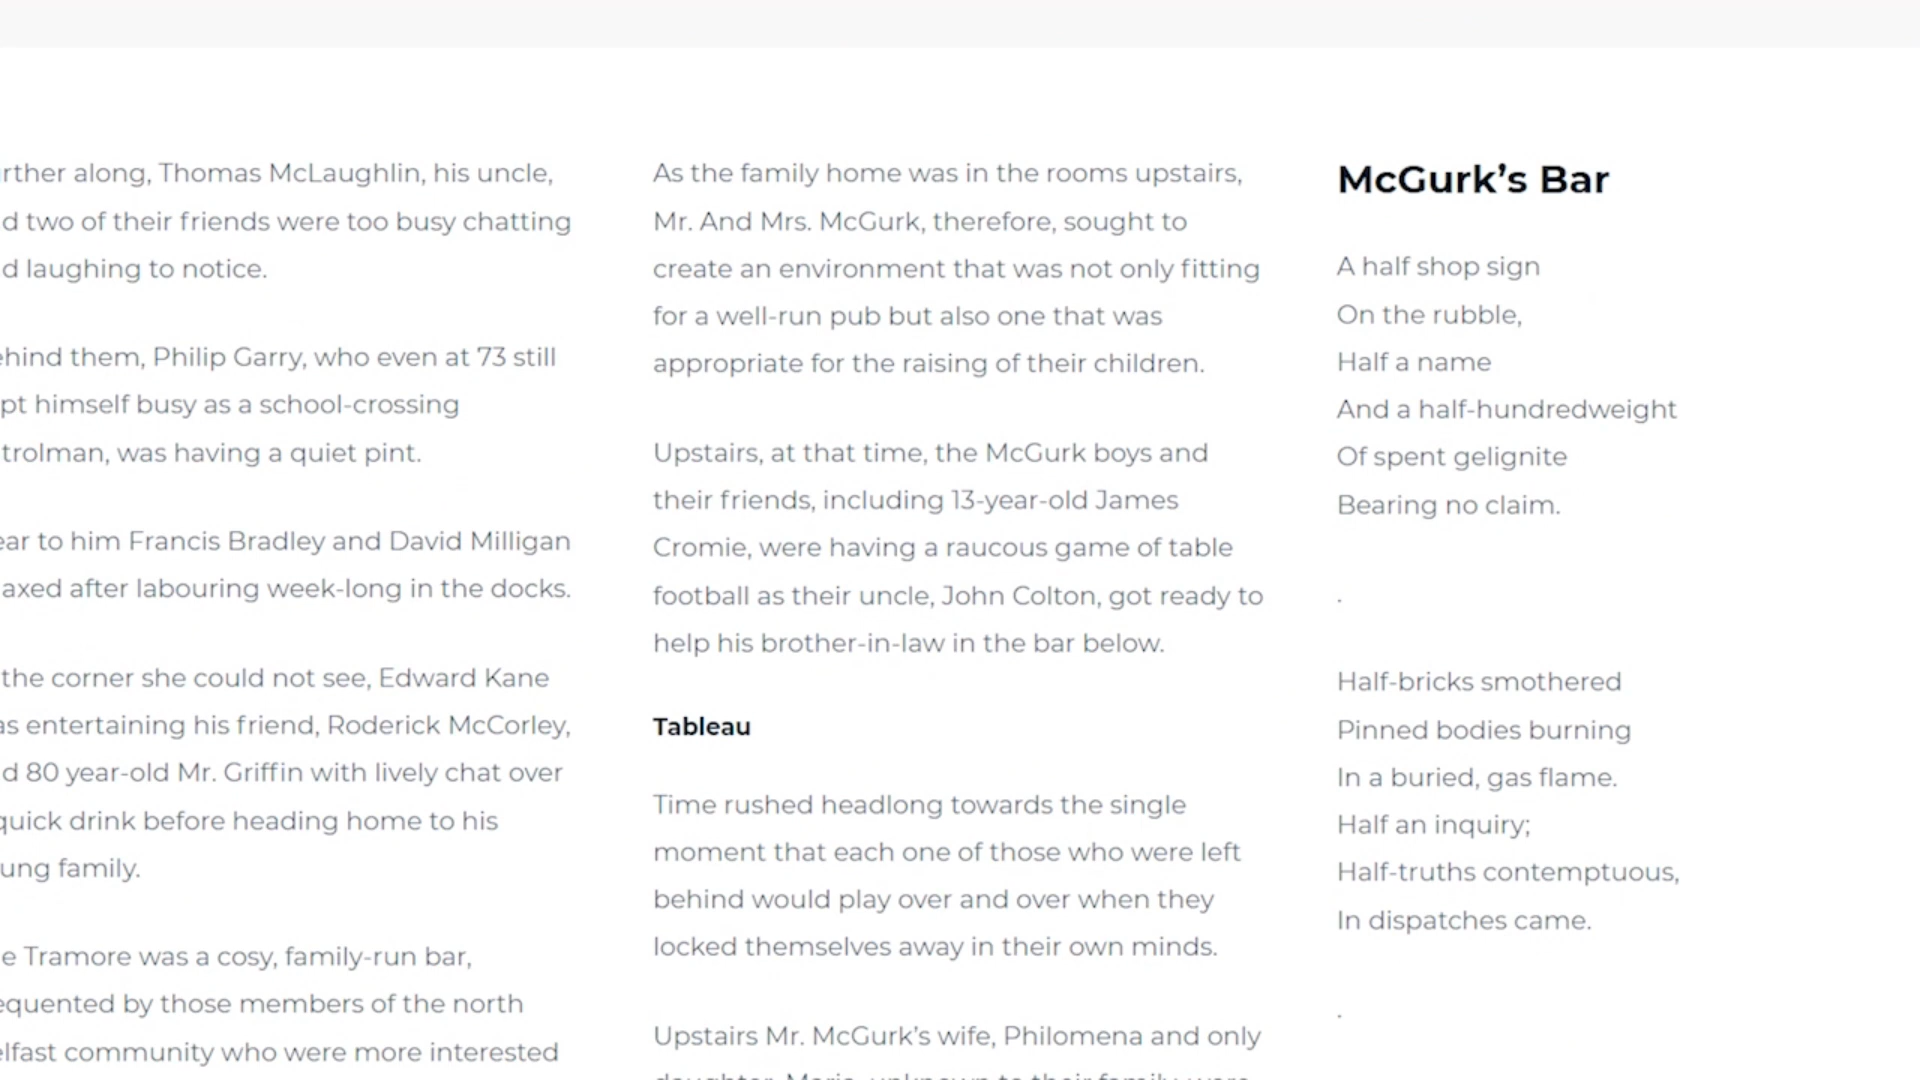 rther along, Thomas McLaughlin, his uncle,
d two of their friends were too busy chatting
d laughing to notice.
hind them, Philip Garry, who even at 73 still
pt himself busy as a school-crossing
trolman, was having a quiet pint.
ear to him Francis Bradley and David Milligan
axed after labouring week-long in the docks.
the corner she could not see, Edward Kane
as entertaining his friend, Roderick McCorley,
d 80 year-old Mr. Griffin with lively chat over
quick drink before heading home to his
ung family.
e Tramore was a cosy, family-run bar,
equented by those members of the north
elfast community who were more interested
As the family home was in the rooms upstairs,
Mr. And Mrs. McGurk, therefore, sought to
create an environment that was not only fitting
for a well-run pub but also one that was
appropriate for the raising of their children.
Upstairs, at that time, the McGurk boys and
their friends, including 13-year-old James
Cromie, were having a raucous game of table
football as their uncle, John Colton, got ready to
help his brother-in-law in the bar below.
Tableau
Time rushed headlong towards the single
moment that each one of those who were left
behind would play over and over when they
locked themselves away in their own minds.
Upstairs Mr. McGurk’s wife, Philomena and only
McGurk’s Bar
A half shop sign
On the rubble,
Half a name
And a half-hundredweight
Of spent gelignite
Bearing no claim.
.
Half-bricks smothered
Pinned bodies burning
In a buried, gas flame.
Half an inquiry;
Half-truths contemptuous,
In dispatches came.
.